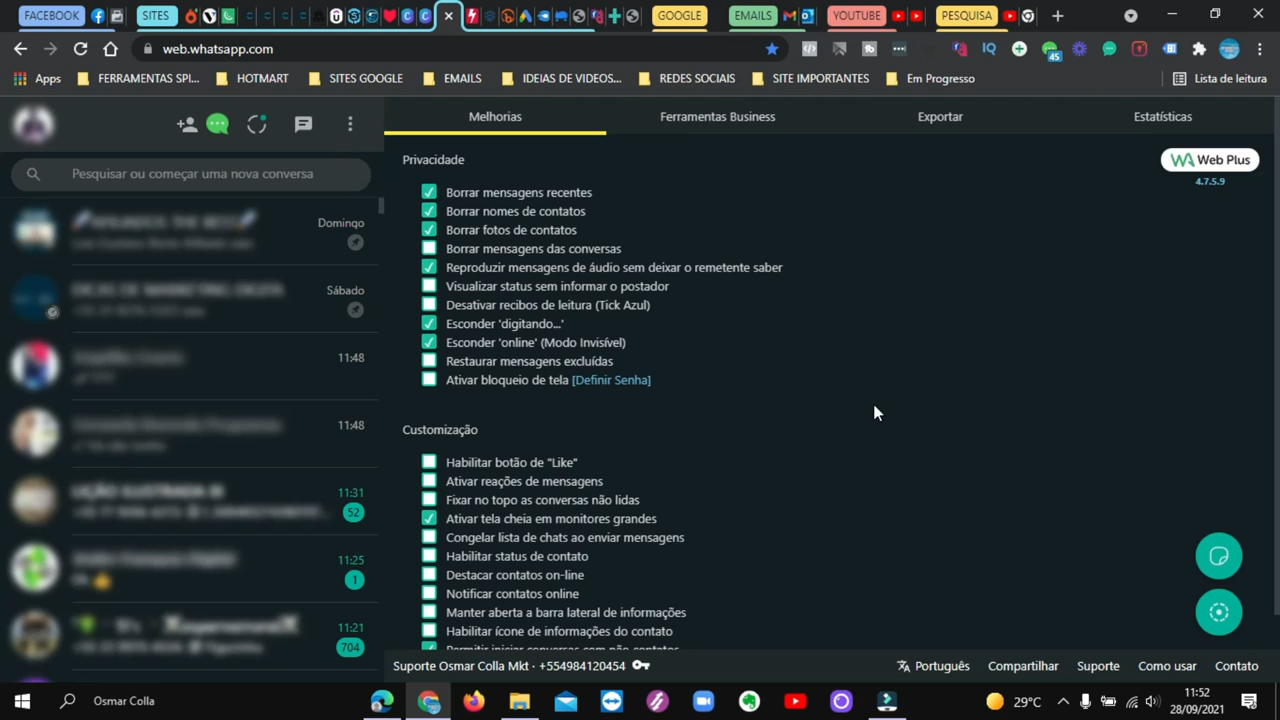 FACEBOOK
SITES
GOOGLE
EMAILS
YOUTUBE
PESQUISA
web.whatsapp.com
45
Apps
FERRAMENTAS SPI...
HOTMART
SITES GOOGLE
EMAILS
IDEIAS DE VIDEOS...
REDES SOCIAIS
SITE IMPORTANTES
Em Progresso
Lista de leitura
Pesquisar ou começar uma nova conversa
Domingo
Sábado
11:48
11:48
11:31
52
11:25
1
11:21
704
Melhorias
Ferramentas Business
Exportar
Estatísticas
WA Web Plus
4.7.5.9
Privacidade
Borrar mensagens recentes
Borrar nomes de contatos
Borrar fotos de contatos
Borrar mensagens das conversas
Reproduzir mensagens de áudio sem deixar o remetente saber
Visualizar status sem informar o postador
Desativar recibos de leitura (Tick Azul)
Esconder 'digitando...'
Esconder 'online' (Modo Invisível)
Restaurar mensagens excluídas
Ativar bloqueio de tela [Definir Senha]
Customização
Habilitar botão de "Like"
Ativar reações de mensagens
Fixar no topo as conversas não lidas
Ativar tela cheia em monitores grandes
Congelar lista de chats ao enviar mensagens
Habilitar status de contato
Destacar contatos on-line
Notificar contatos online
Manter aberta a barra lateral de informações
Habilitar ícone de informações do contato
Permitir iniciar conversas com não contatos
Suporte Osmar Colla Mkt · +554984120454
Português
Compartilhar
Suporte
Como usar
Contato
Osmar Colla
29°C
11:52
28/09/2021